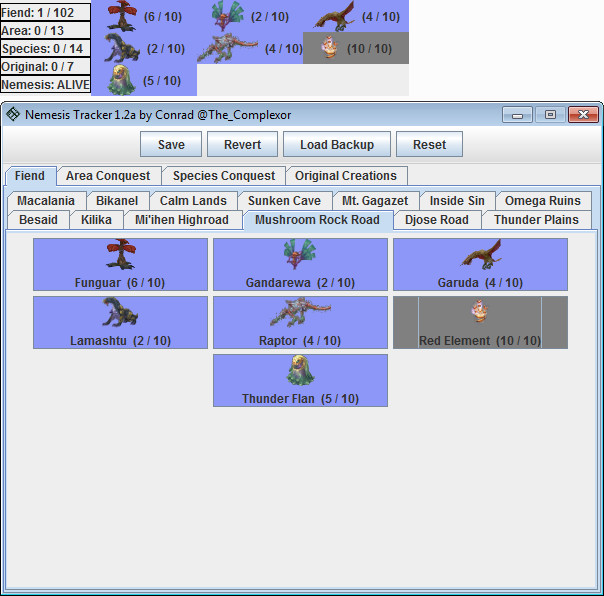 Fiend: 1 / 102
(6 / 10) (2 / 10) (4 / 10)
Area: 0 / 13
Species: 0 / 14
(2 / 10) (4 / 10) (10 / 10)
Original: 0 / 7
Nemesis: ALIVE
(5 / 10)
Nemesis Tracker 1.2a by Conrad @The_Complexor
Save Revert Load Backup Reset
Fiend Area Conquest Species Conquest Original Creations
Macalania Bikanel Calm Lands Sunken Cave Mt. Gagazet Inside Sin Omega Ruins
Besaid Kilika Mi'ihen Highroad Mushroom Rock Road Djose Road Thunder Plains
Funguar (6 / 10) Gandarewa (2 / 10) Garuda (4 / 10)
Lamashtu (2 / 10) Raptor (4 / 10) Red Element (10 / 10)
Thunder Flan (5 / 10)